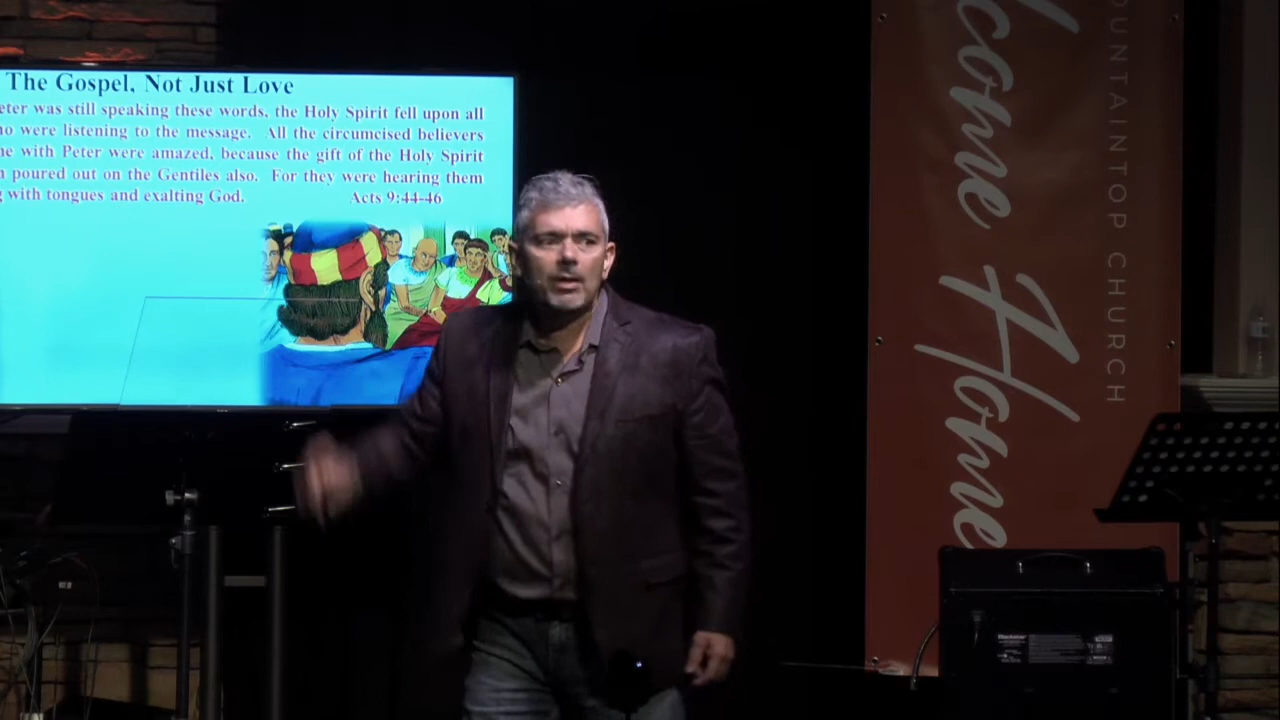 The Gospel, Not Just Love
eter was still speaking these words, the Holy Spirit fell upon all
ho were listening to the message. All the circumcised believers
ne with Peter were amazed, because the gift of the Holy Spirit
n poured out on the Gentiles also. For they were hearing them
g with tongues and exalting God. Acts 9:44-46
lcome Home
OUNTAINTOP CHURCH
Blackstar